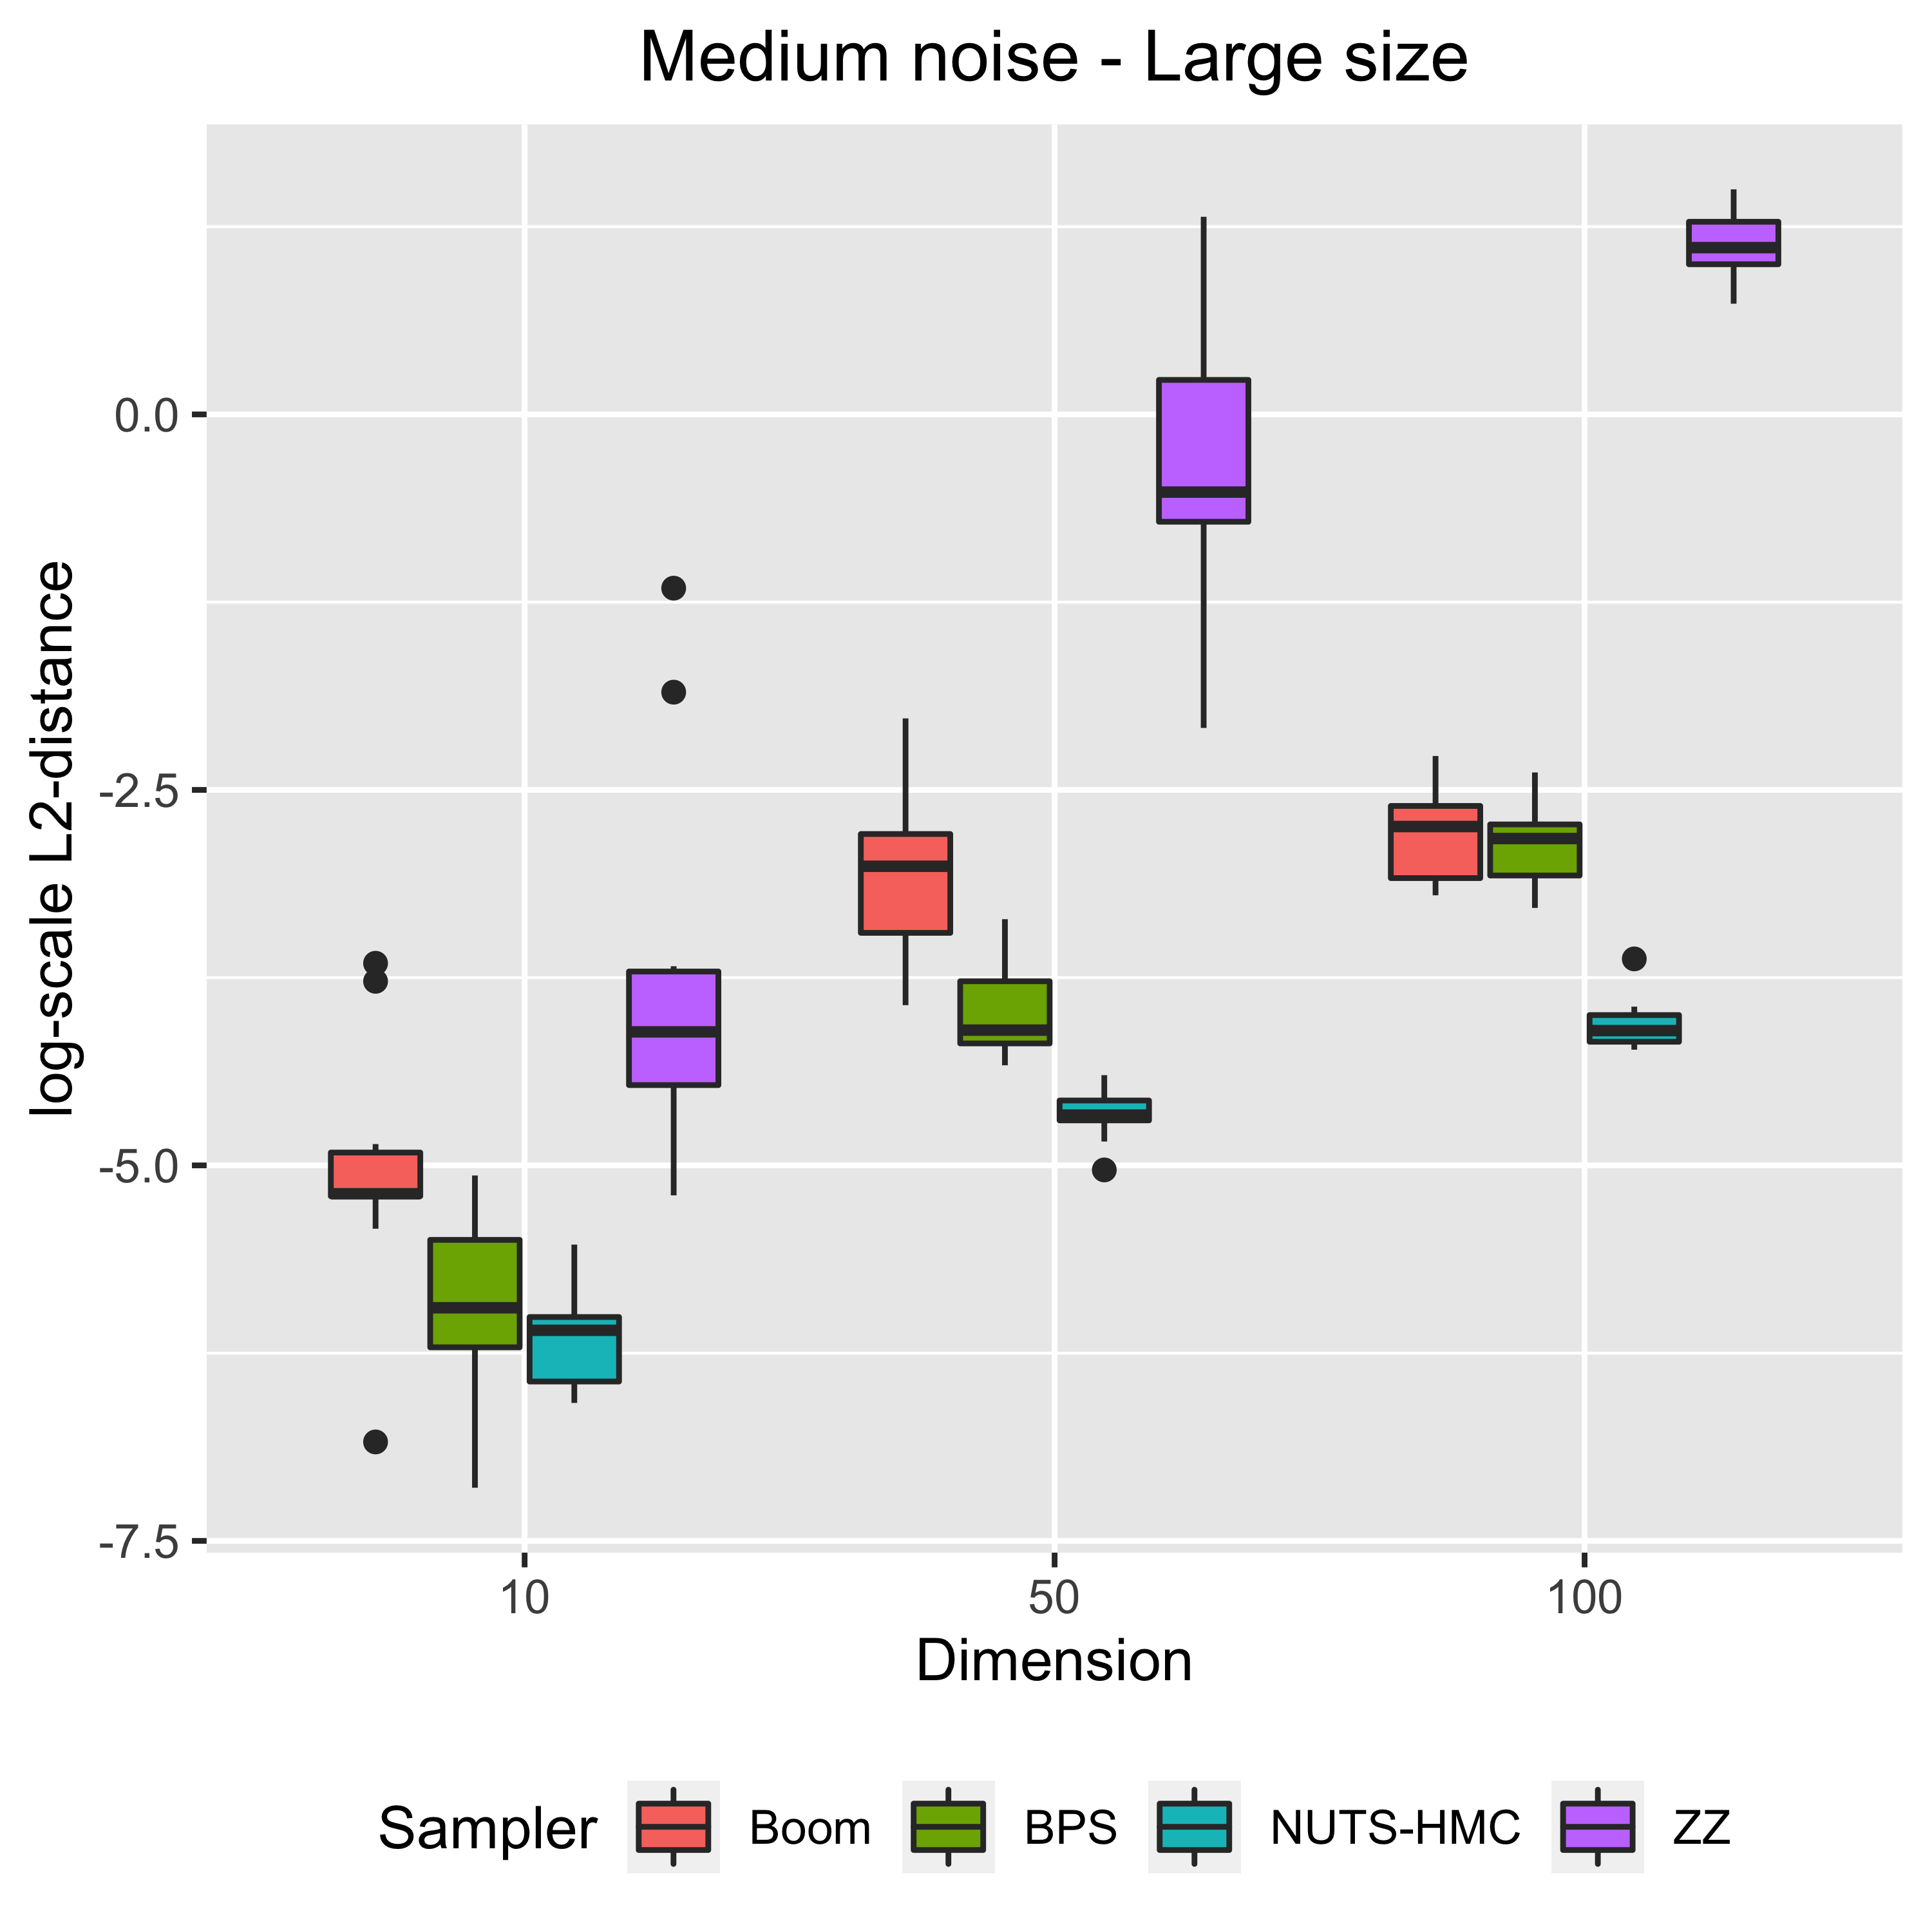 Medium noise - Large size
log-scale L2-distance
0.0
-2.5
-5.0
-7.5
10 50 100
Dimension
Sampler Boom BPS NUTS-HMC ZZ